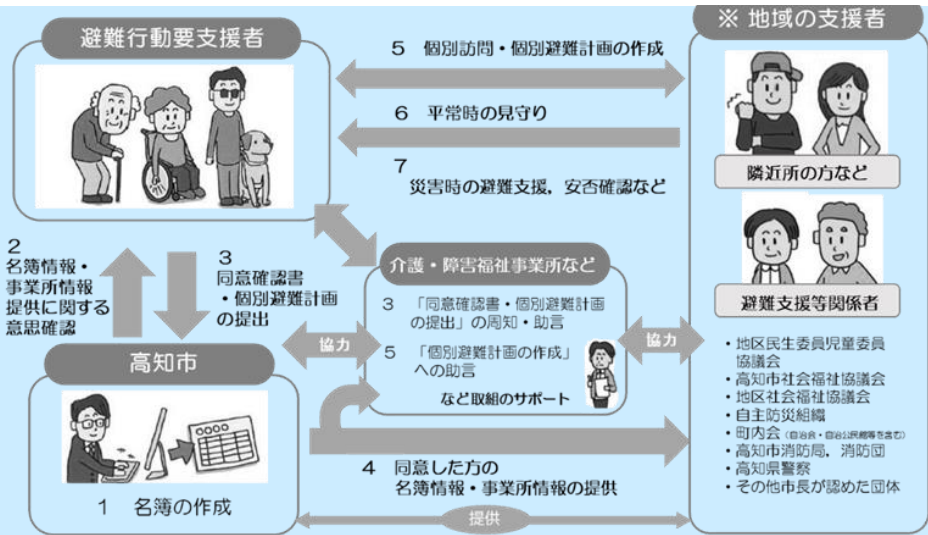 避難行動要支援者
※ 地域の支援者
5 個別訪問・個別避難計画の作成
6 平常時の見守り
7
災害時の避難支援，安否確認など
隣近所の方など
避難支援等関係者
・地区民生委員児童委員
協議会
・高知市社会福祉協議会
・地区社会福祉協議会
・自主防災組織
・町内会（自治会・自治公民館等を含む）
・高知市消防局，消防団
・高知県警察
・その他市長が認めた団体
2
名簿情報・
事業所情報
提供に関する
意思確認
3
同意確認書
・個別避難計画
の提出
介護・障害福祉事業所など
3 「同意確認書・個別避難計画
の提出」の周知・助言
5 「個別避難計画の作成」
への助言
など取組のサポート
協力
協力
高知市
1 名簿の作成
4 同意した方の
名簿情報・事業所情報の提供
提供